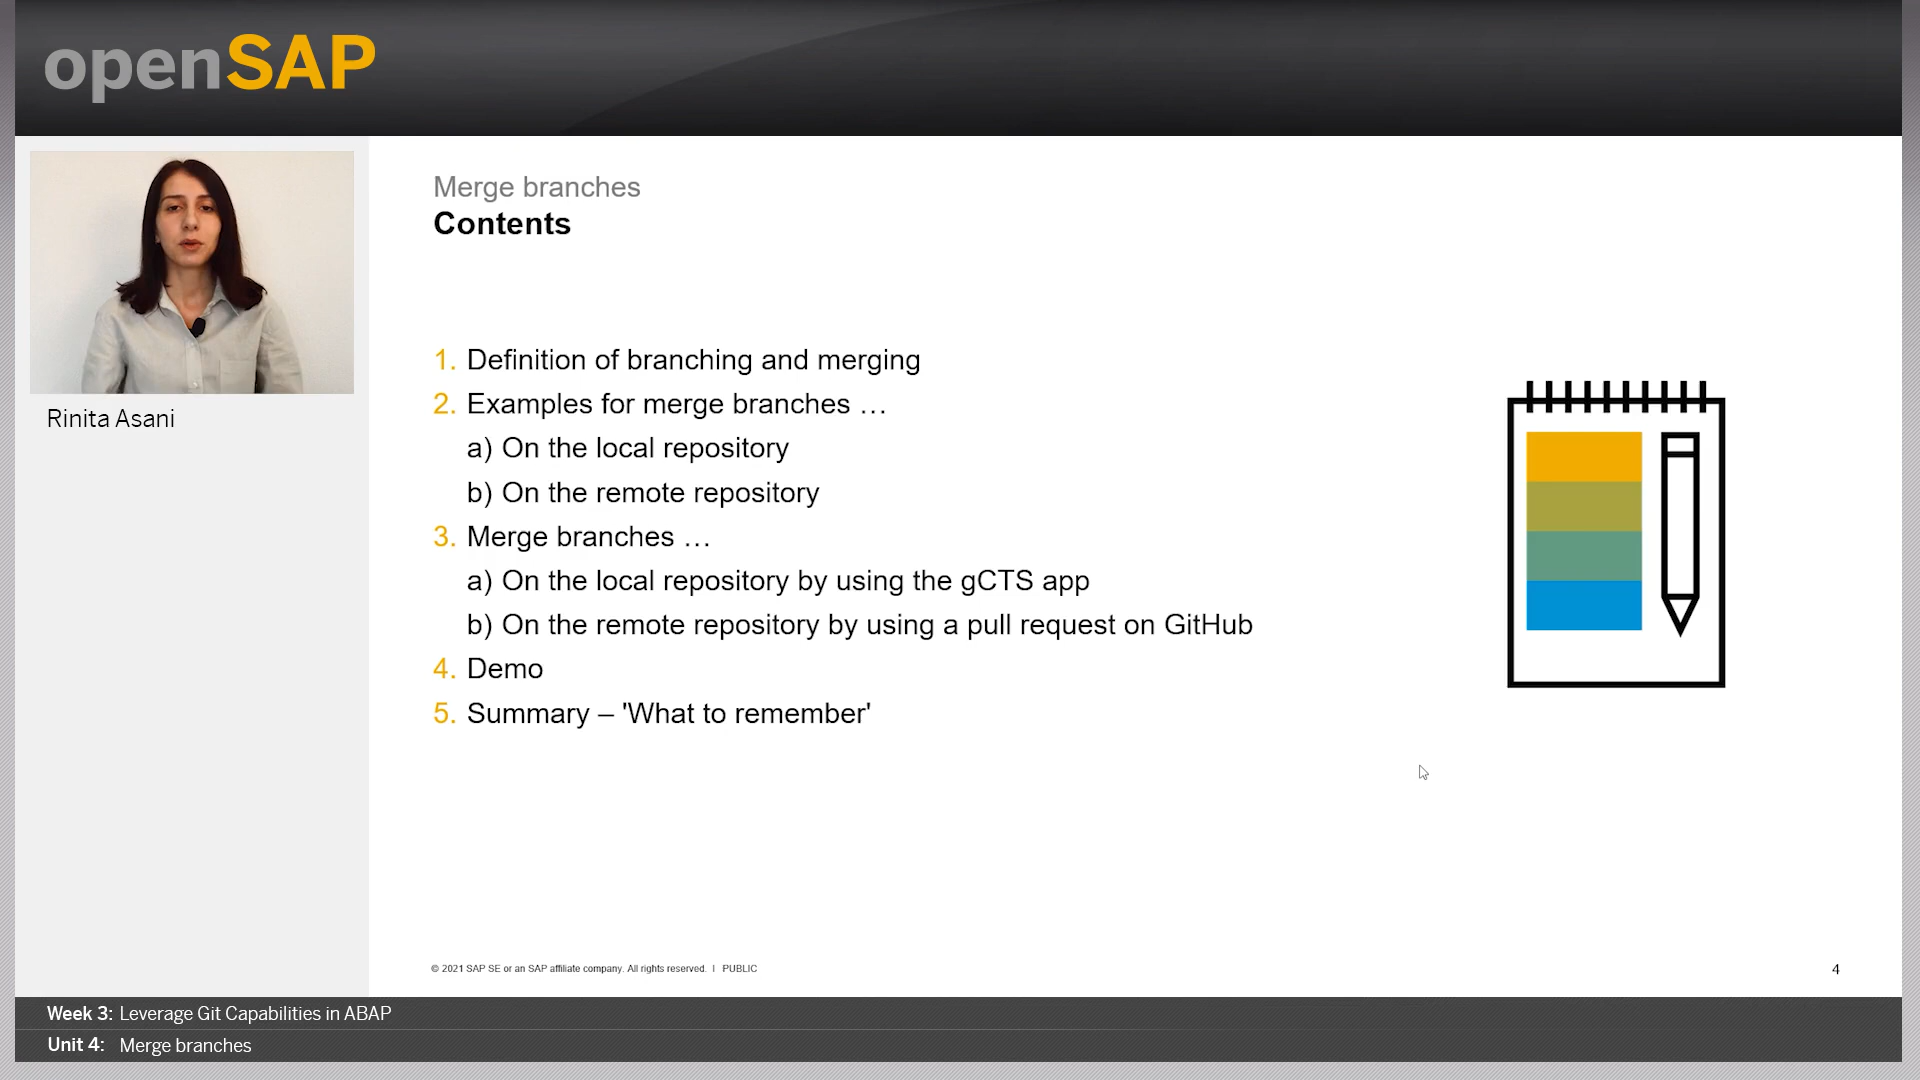 openSAP
Rinita Asani
Merge branches
Contents
1. Definition of branching and merging
2. Examples for merge branches …
a) On the local repository
b) On the remote repository
3. Merge branches …
a) On the local repository by using the gCTS app
b) On the remote repository by using a pull request on GitHub
4. Demo
5. Summary – 'What to remember'
© 2021 SAP SE or an SAP affiliate company. All rights reserved. I PUBLIC
4
Week 3: Leverage Git Capabilities in ABAP
Unit 4: Merge branches